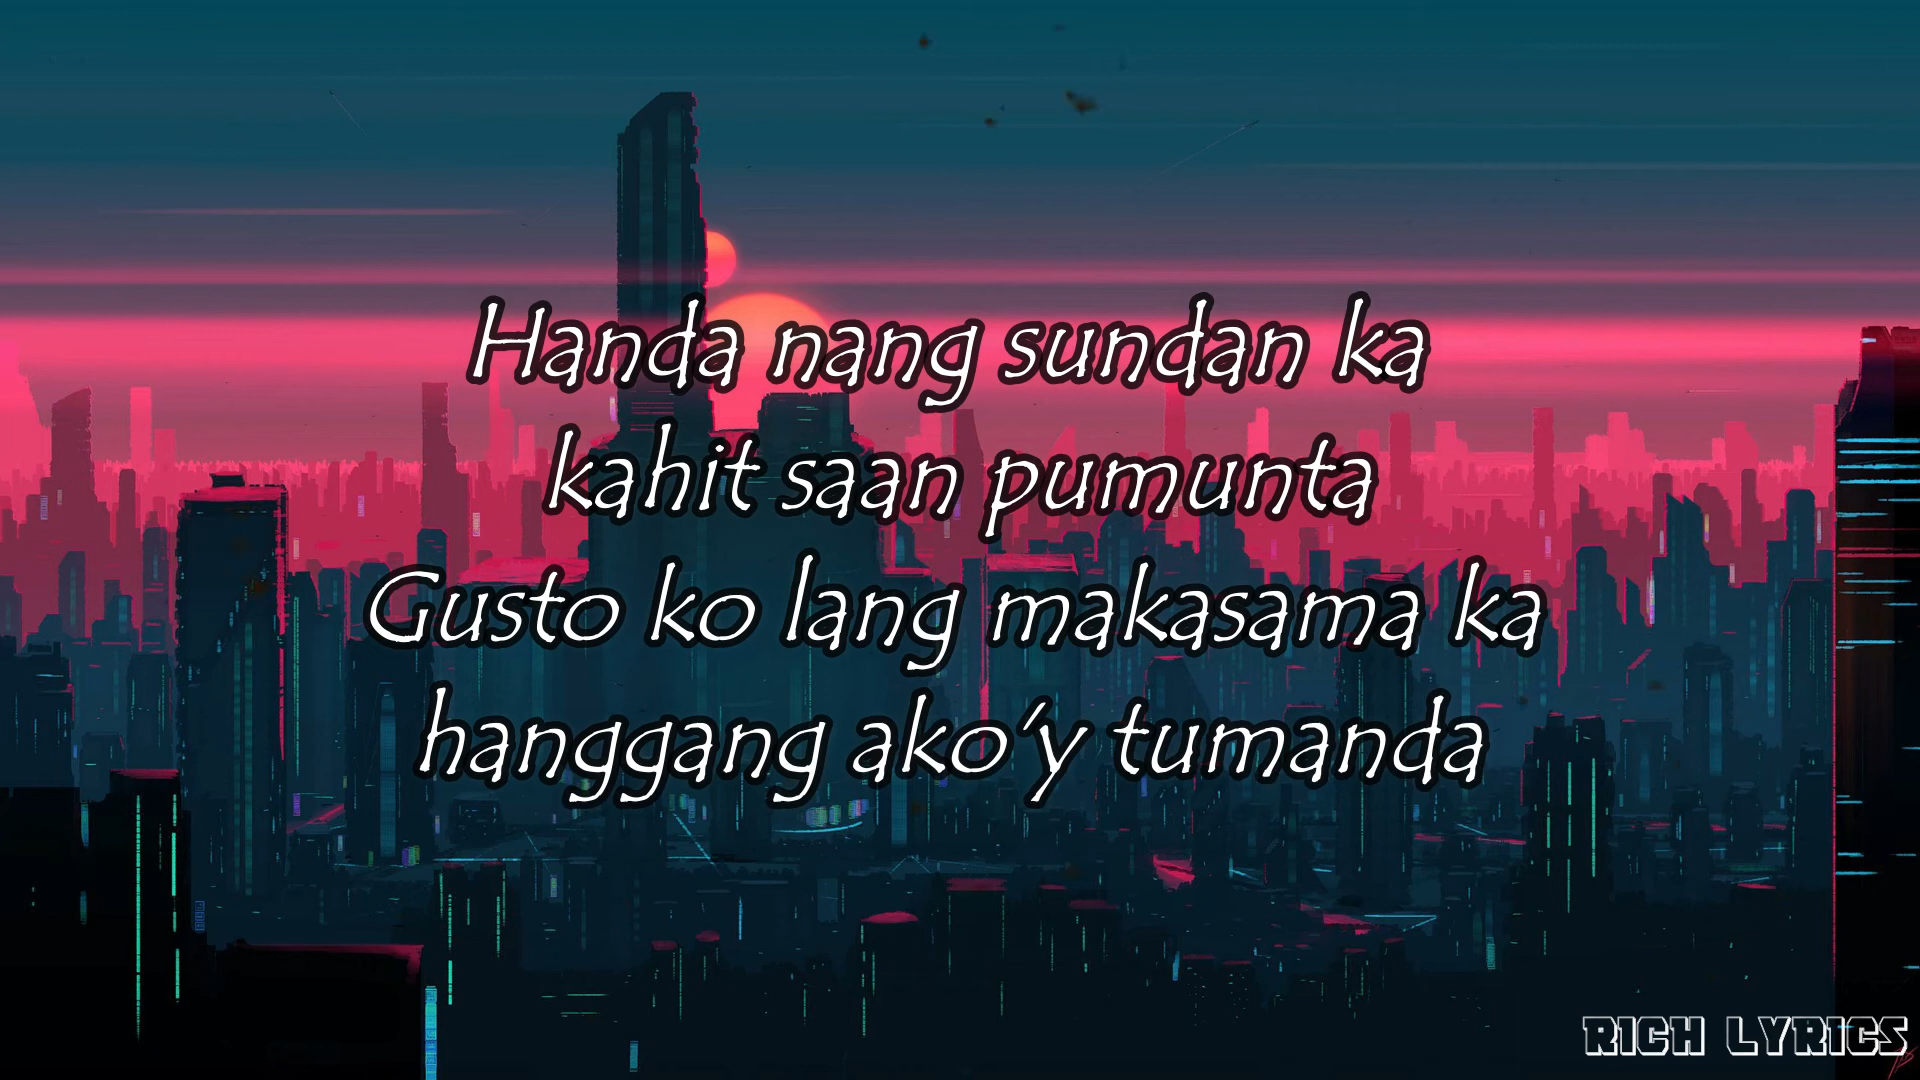 Handa nang sundan ka
kahit saan pumunta
Gusto ko lang makasama ka
hanggang ako'y tumanda
RICH LYRICS